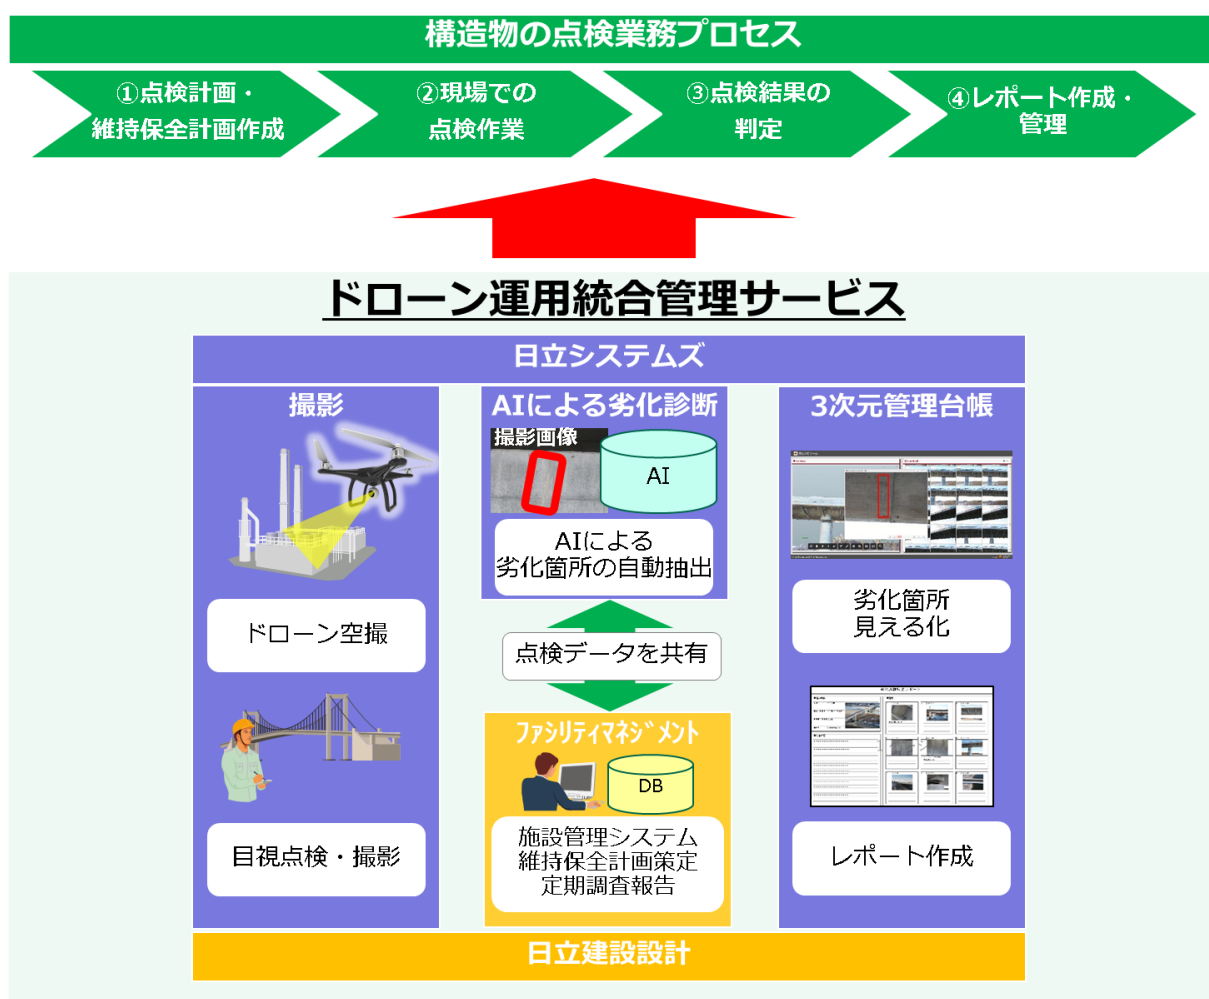 構造物の点検業務プロセス
①点検計画・
維持保全計画作成
②現場での
点検作業
③点検結果の
判定
④レポート作成・
管理
ドローン運用統合管理サービス
日立システムズ
撮影
ドローン空撮
目視点検・撮影
AIによる劣化診断
撮影画像
AI
AIによる
劣化箇所の自動抽出
点検データを共有
ファシリティマネジメント
DB
施設管理システム
維持保全計画策定
定期調査報告
3次元管理台帳
劣化箇所
見える化
レポート作成
日立建設設計